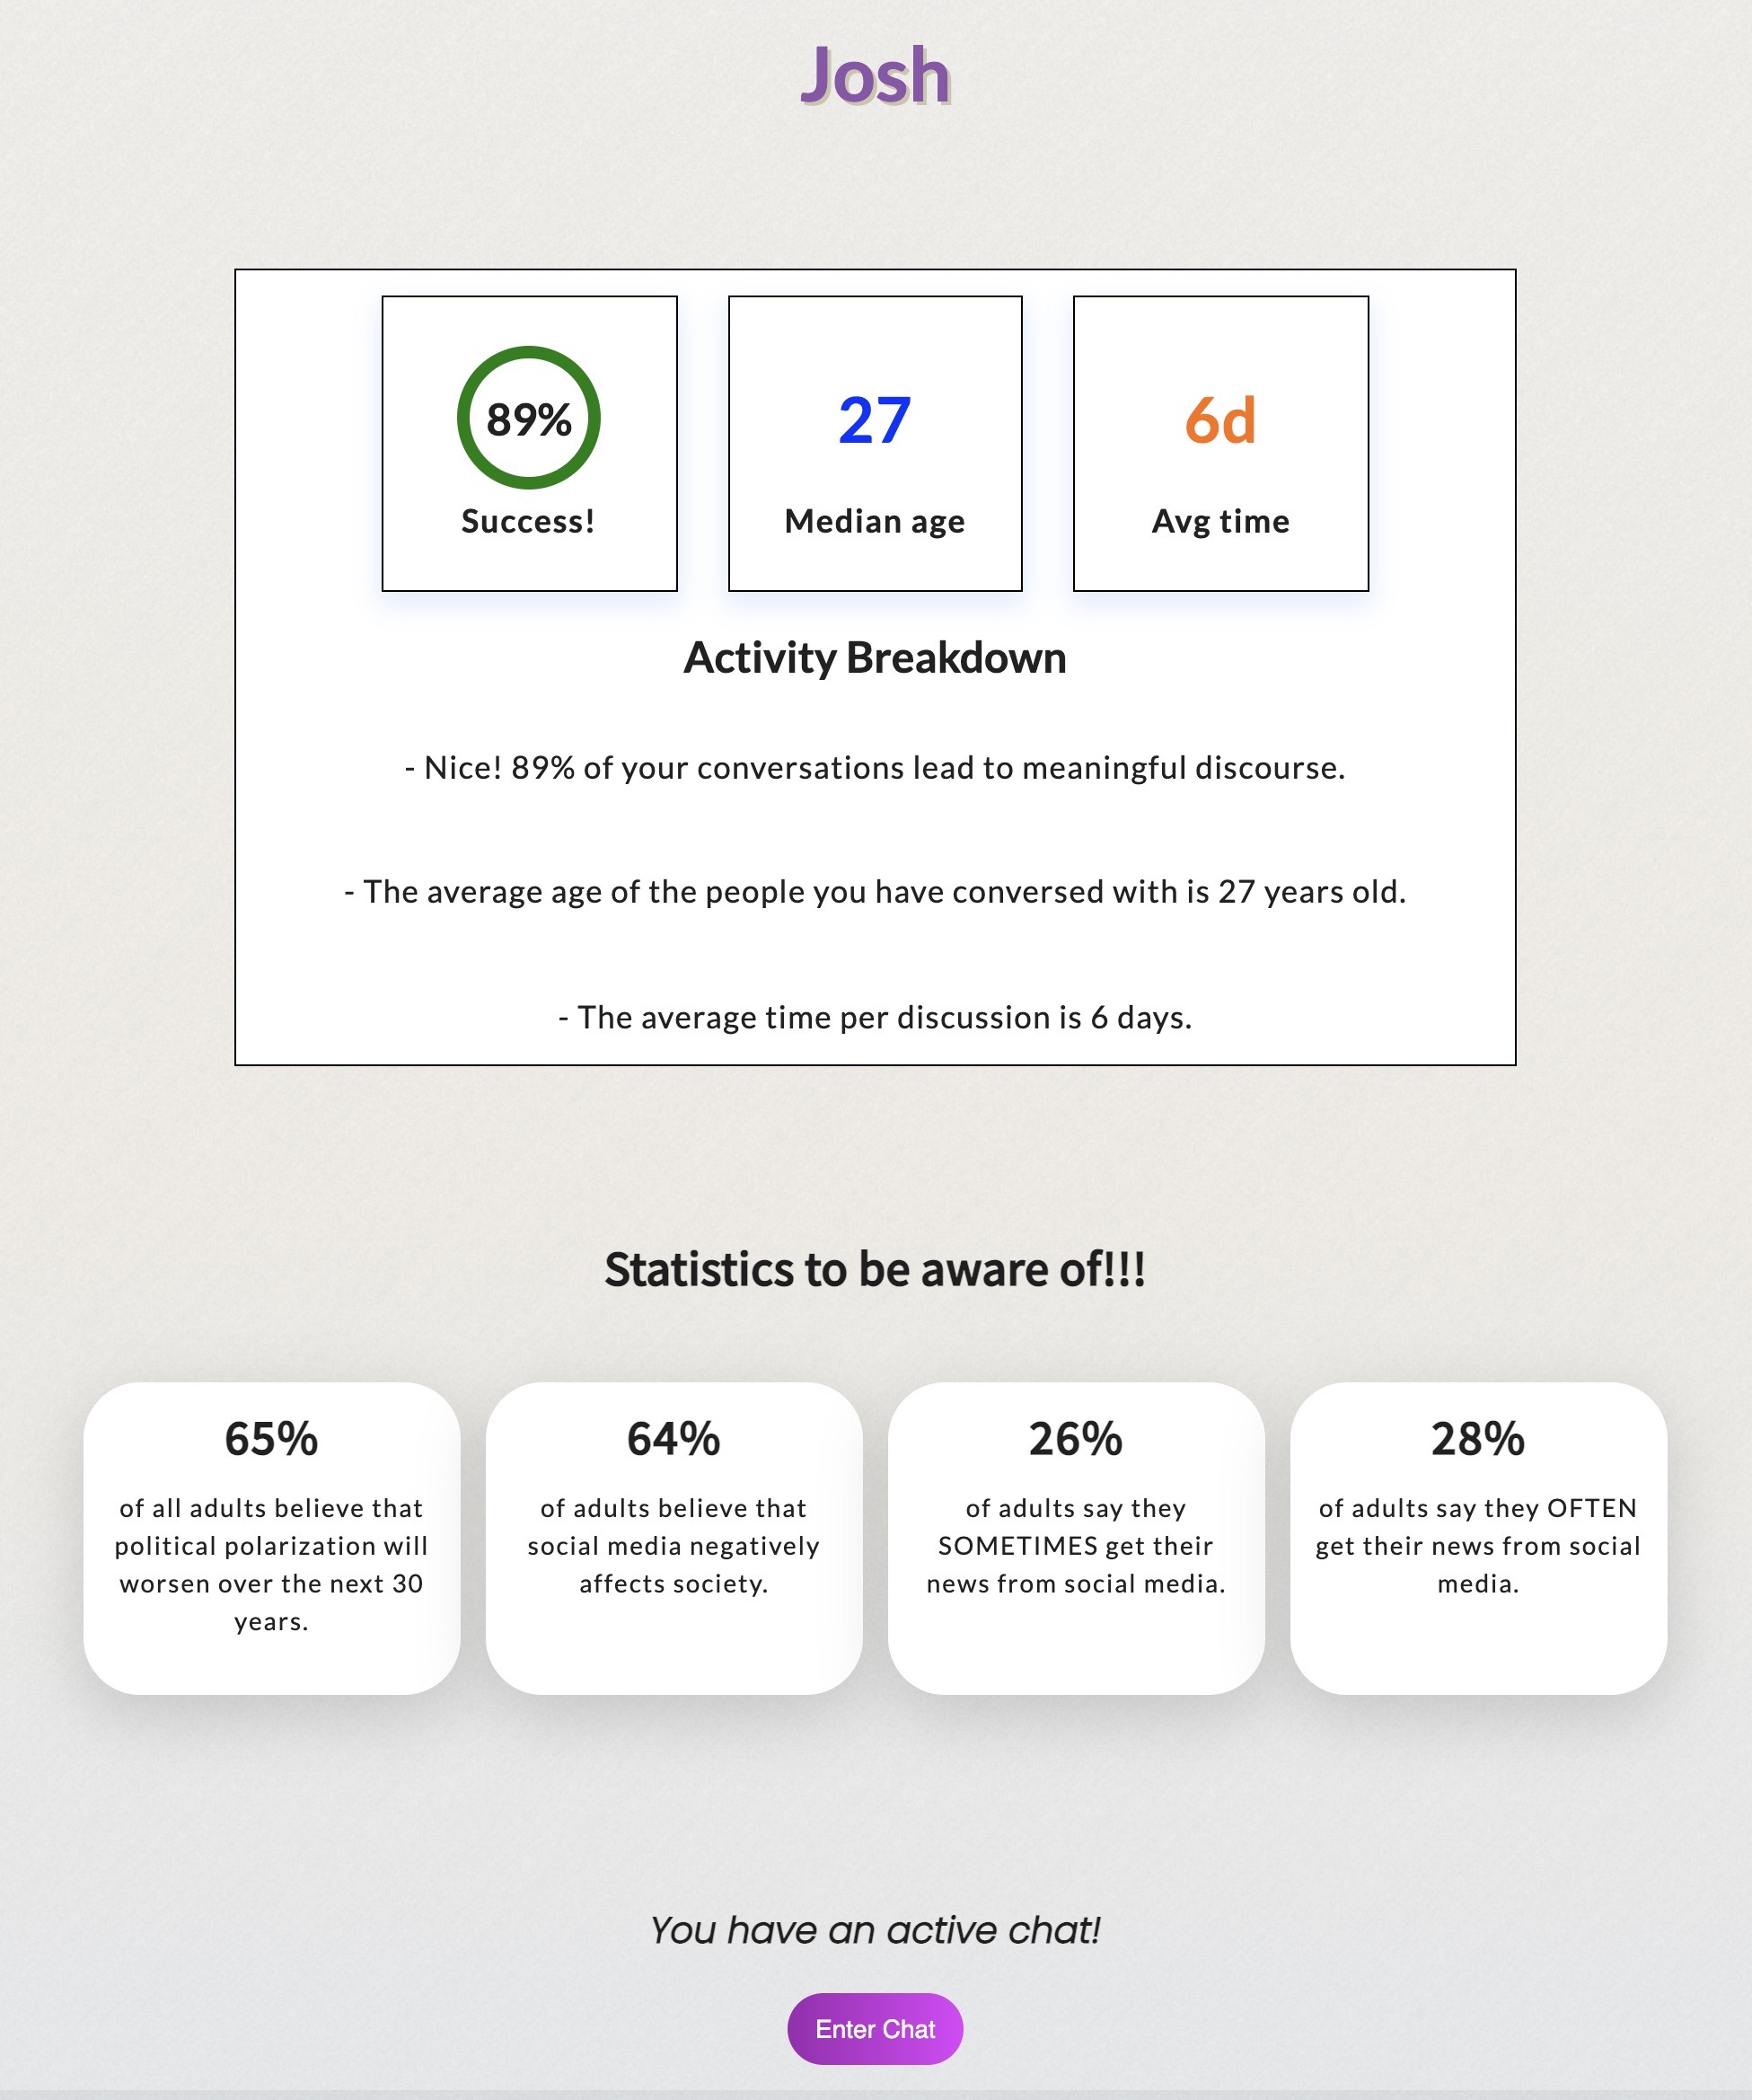 Josh
89%
Success!
27
Median age
6d
Avg time
Activity Breakdown
- Nice! 89% of your conversations lead to meaningful discourse.
- The average age of the people you have conversed with is 27 years old.
- The average time per discussion is 6 days.
Statistics to be aware of!!!
65%
of all adults believe that
political polarization will
worsen over the next 30
years.
64%
of adults believe that
social media negatively
affects society.
26%
of adults say they
SOMETIMES get their
news from social media.
28%
of adults say they OFTEN
get their news from social
media.
You have an active chat!
Enter Chat